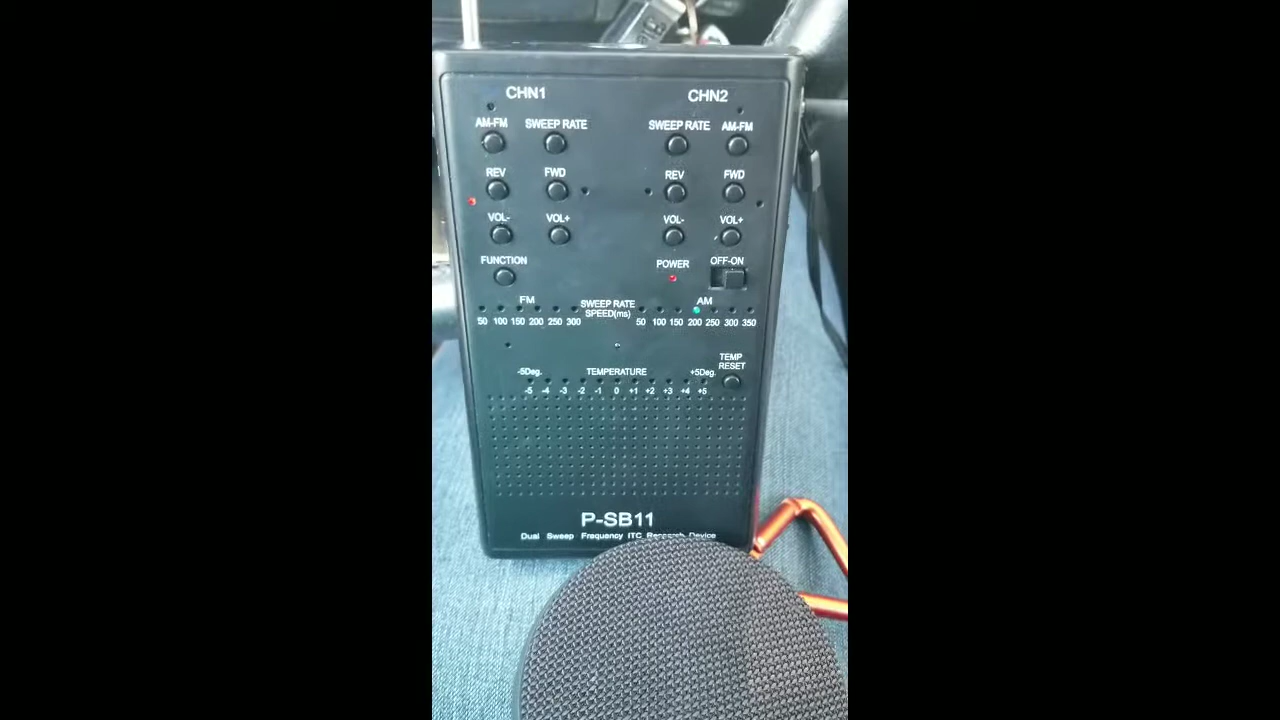 CHN1 CHN2
AM-FM SWEEP RATE SWEEP RATE AM-FM
REV FWD REV FWD
VOL- VOL+ VOL- VOL+
FUNCTION POWER OFF-ON
FM SWEEP RATE AM
SPEED(ms)
50 100 150 200 250 300 50 100 150 200 250 300 350
TEMP
RESET
-5Deg. TEMPERATURE +5Deg.
-5 -4 -3 -2 -1 0 +1 +2 +3 +4 +5
P-SB11
Dual Sweep Frequency ITC Research Device